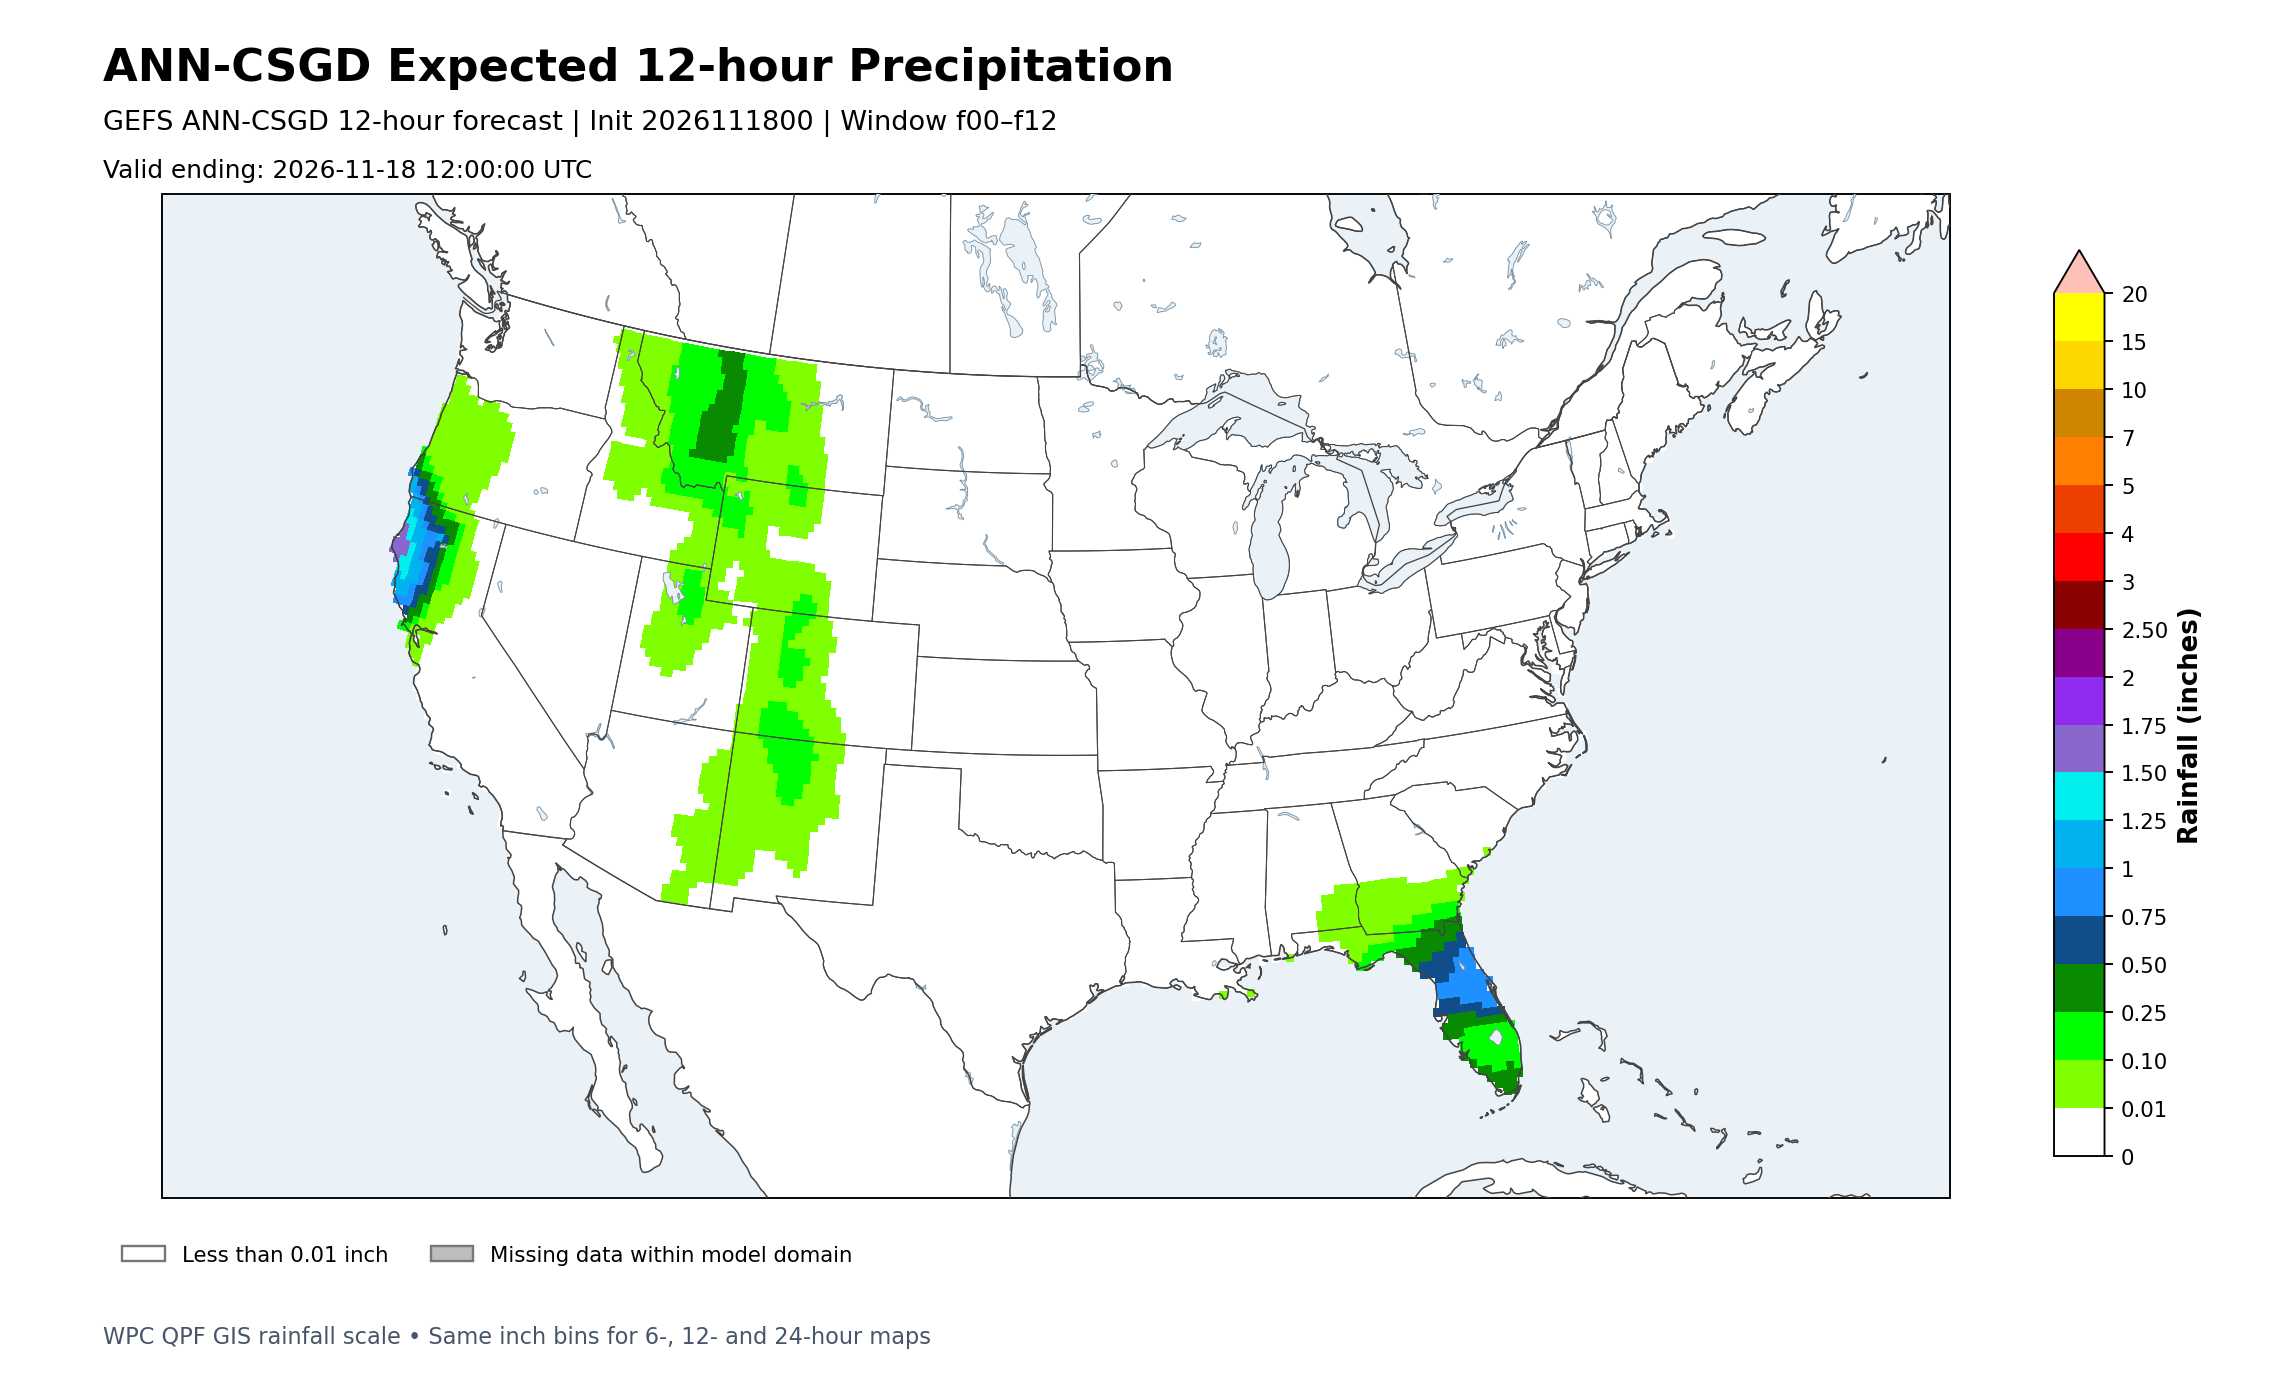 ANN-CSGD Expected 12-hour Precipitation
GEFS ANN-CSGD 12-hour forecast | Init 2026111800 | Window f00–f12
Valid ending: 2026-11-18 12:00:00 UTC
20
15
10
7
5
4
3
2.50
2
1.75
1.50
1.25
1
0.75
0.50
0.25
0.10
0.01
0
Rainfall (inches)
Less than 0.01 inch
Missing data within model domain
WPC QPF GIS rainfall scale • Same inch bins for 6-, 12- and 24-hour maps